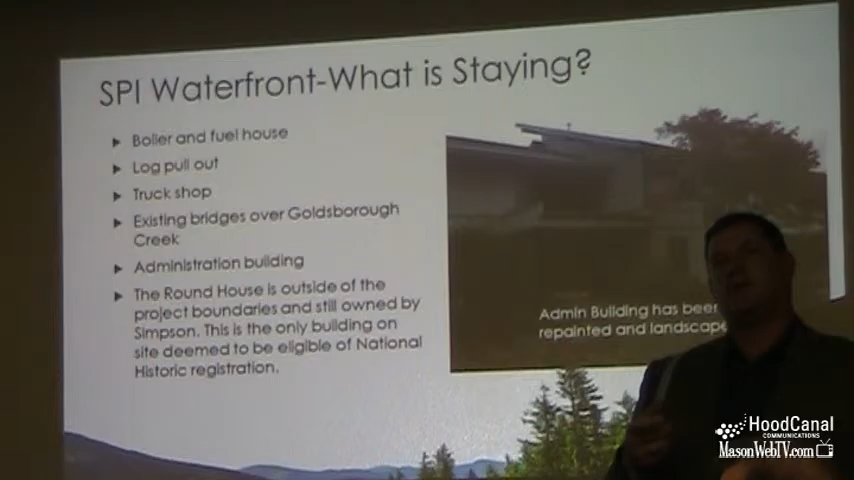 SPI Waterfront-What is Staying?
Boiler and fuel house
Log pull out
Truck shop
Existing bridges over Goldsborough
Creek
Administration building
The Round House is outside of the
project boundaries and still owned by
Simpson. This is the only building on
site deemed to be eligible of National
Historic registration.
Admin Building has been
repainted and landscape
HoodCanal
COMMUNICATIONS
MasonWebTV.com